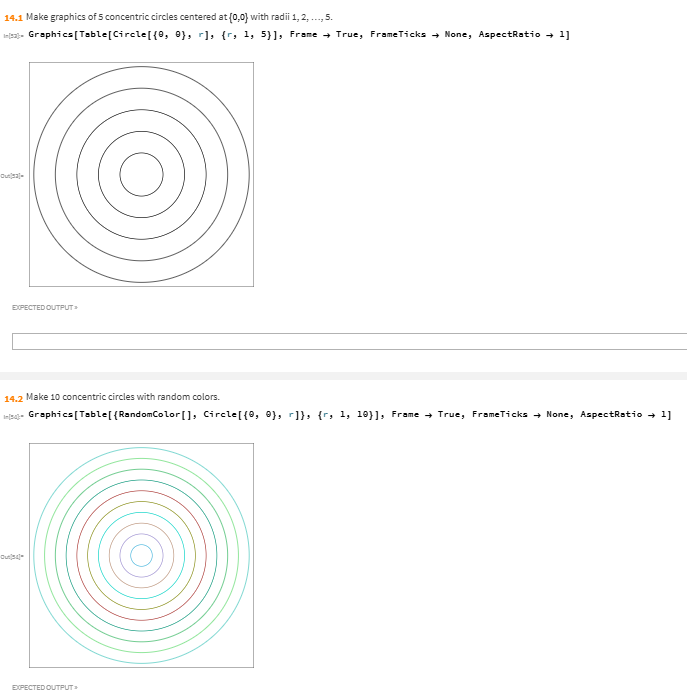 14.1 Make graphics of 5 concentric circles centered at {0,0} with radii 1, 2, ..., 5.
In[53]:= Graphics[Table[Circle[{0, 0}, r], {r, 1, 5}], Frame → True, FrameTicks → None, AspectRatio → 1]
Out[53]=
EXPECTED OUTPUT »
14.2 Make 10 concentric circles with random colors.
In[54]:= Graphics[Table[{RandomColor[], Circle[{0, 0}, r]}, {r, 1, 10}], Frame → True, FrameTicks → None, AspectRatio → 1]
Out[54]=
EXPECTED OUTPUT »